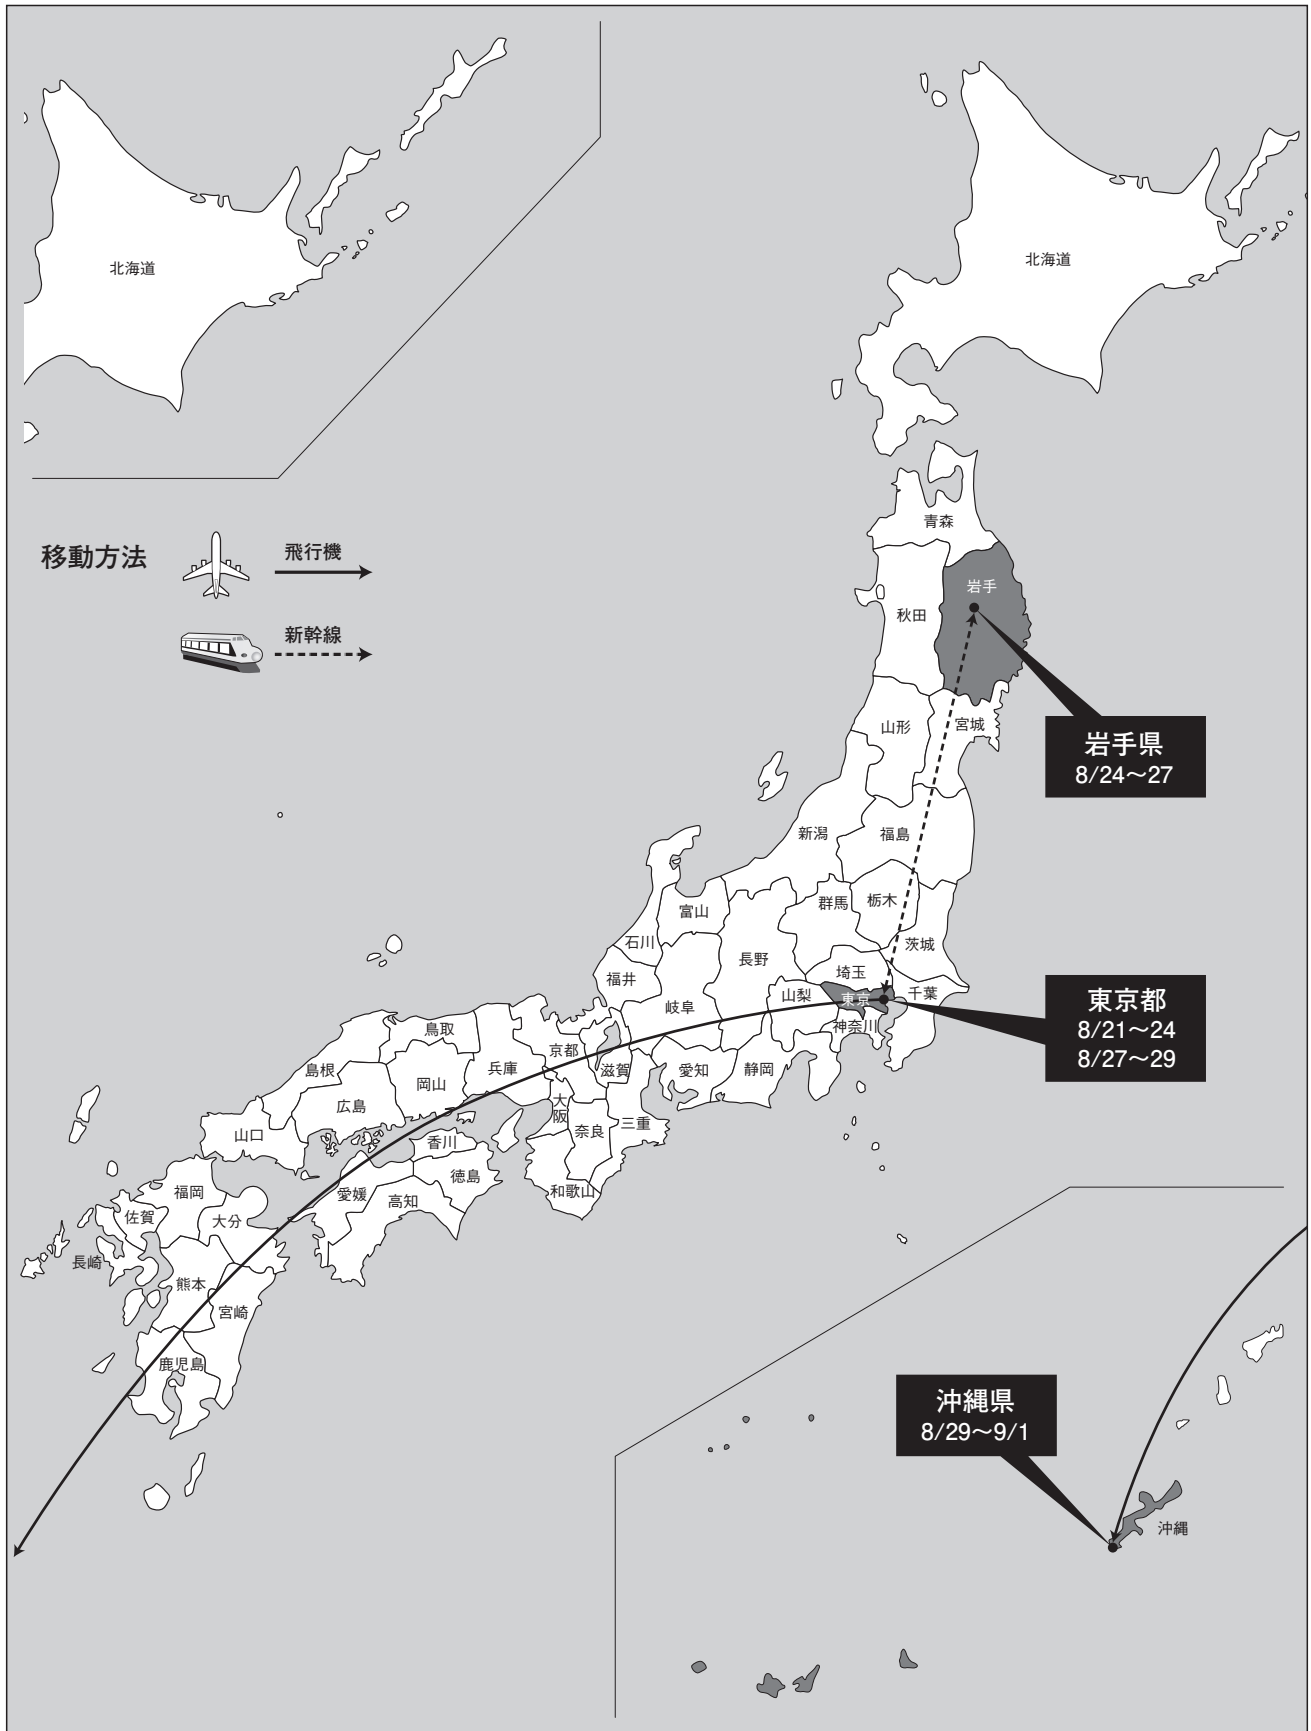 北海道
北海道
移動方法
飛行機
新幹線
青森
岩手
秋田
山形
宮城
岩手県
8/24〜27
新潟
福島
群馬
栃木
富山
石川
茨城
長野
福井
埼玉
山梨
東京
千葉
岐阜
神奈川
東京都
8/21〜24
8/27〜29
鳥取
京都
島根
兵庫
滋賀
愛知
静岡
岡山
広島
大阪
奈良
三重
山口
香川
徳島
福岡
愛媛
高知
和歌山
佐賀
大分
長崎
熊本
宮崎
鹿児島
沖縄県
8/29〜9/1
沖縄